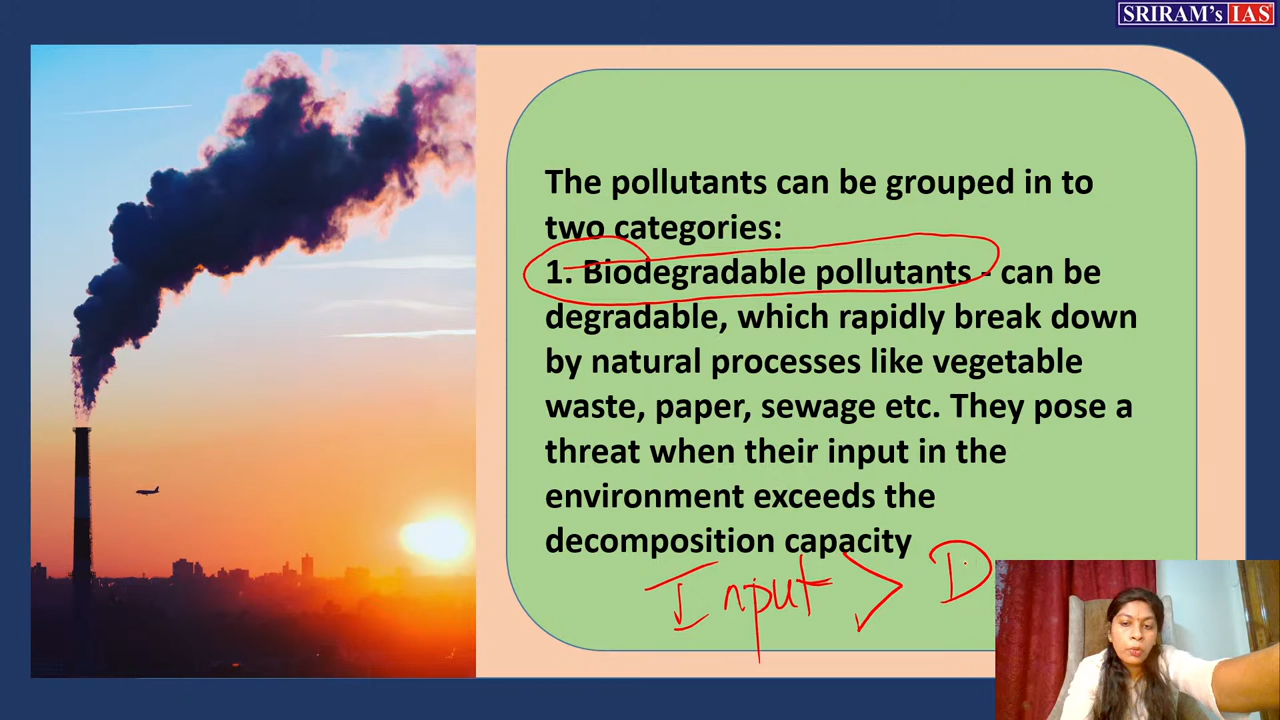 SRIRAM's IAS
The pollutants can be grouped in to
two categories:
1. Biodegradable pollutants - can be
degradable, which rapidly break down
by natural processes like vegetable
waste, paper, sewage etc. They pose a
threat when their input in the
environment exceeds the
decomposition capacity
Input > D